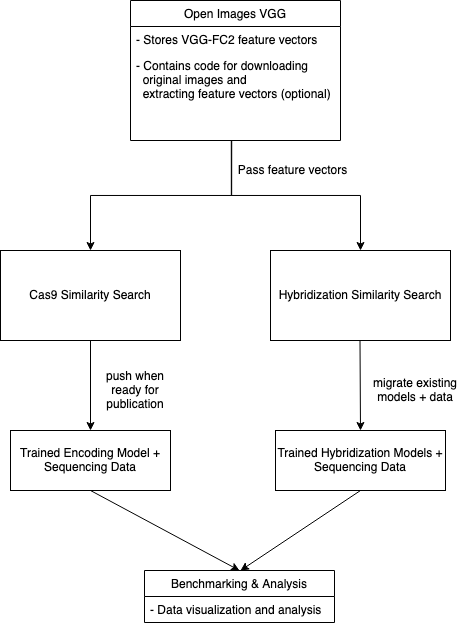 Open Images VGG
- Stores VGG-FC2 feature vectors
- Contains code for downloading
original images and
extracting feature vectors (optional)
Pass feature vectors
Cas9 Similarity Search
Hybridization Similarity Search
push when
ready for
publication
migrate existing
models + data
Trained Encoding Model +
Sequencing Data
Trained Hybridization Models +
Sequencing Data
Benchmarking & Analysis
- Data visualization and analysis